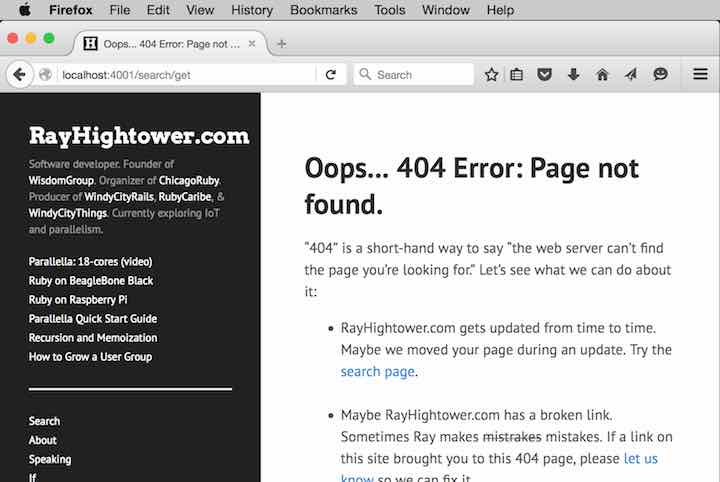 Firefox File Edit View History Bookmarks Tools Window Help
Oops... 404 Error: Page not ...
localhost:4001/search/get
Search
RayHightower.com
Software developer. Founder of
WisdomGroup. Organizer of ChicagoRuby.
Producer of WindyCityRails, RubyCaribe, &
WindyCityThings. Currently exploring IoT
and parallelism.
Parallella: 18-cores (video)
Ruby on BeagleBone Black
Ruby on Raspberry Pi
Parallella Quick Start Guide
Recursion and Memoization
How to Grow a User Group
Search
About
Speaking
If
Oops... 404 Error: Page not
found.
“404” is a short-hand way to say “the web server can’t find
the page you’re looking for.” Let’s see what we can do about
it:
• RayHightower.com gets updated from time to time.
Maybe we moved your page during an update. Try the
search page.
• Maybe RayHightower.com has a broken link.
Sometimes Ray makes mistrakes mistakes. If a link on
this site brought you to this 404 page, please let us
know so we can fix it.